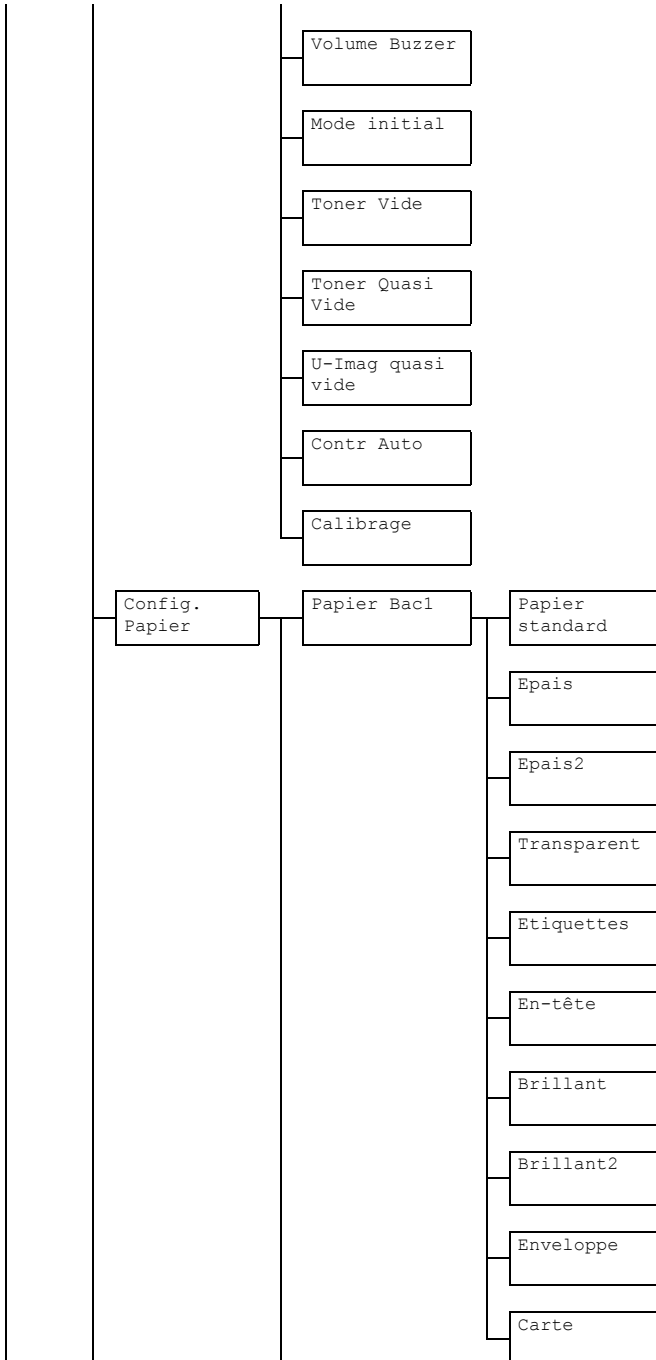 Volume Buzzer
Mode initial
Toner Vide
Toner Quasi
Vide
U-Imag quasi
vide
Contr Auto
Calibrage
Config.
Papier
Papier Bac1
Papier
standard
Epais
Epais2
Transparent
Etiquettes
En-tête
Brillant
Brillant2
Enveloppe
Carte